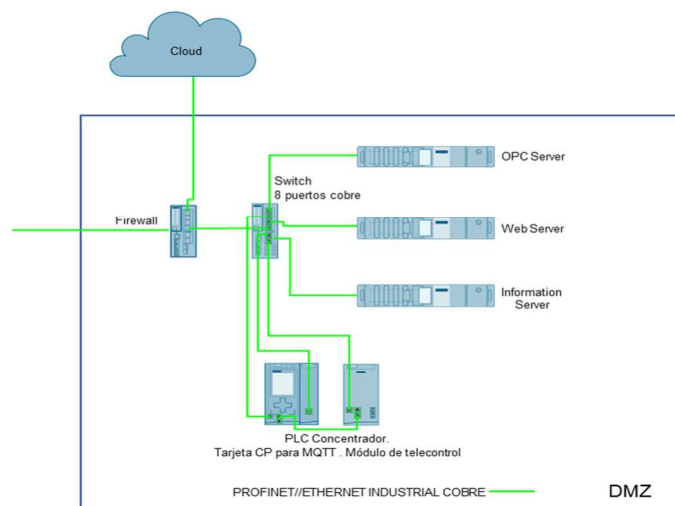 Cloud
OPC Server
Switch
8 puertos cobre
Firewall
Web Server
Information
Server
PLC Concentrador.
Tarjeta CP para MQTT . Módulo de telecontrol
PROFINET//ETHERNET INDUSTRIAL COBRE
DMZ